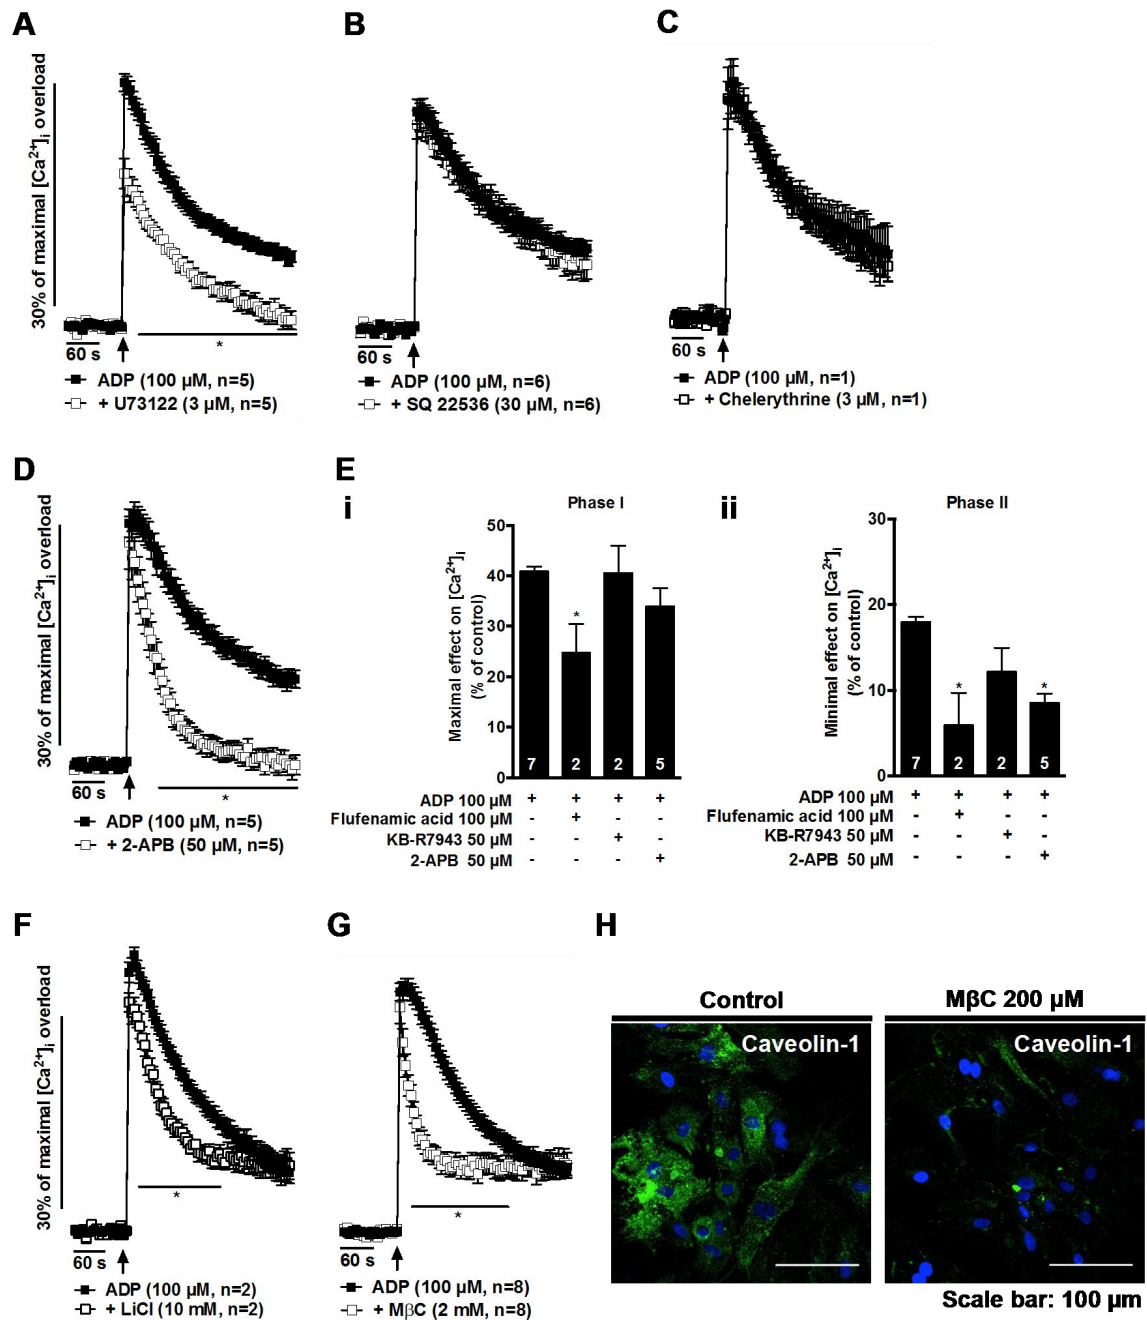 A
30% of maximal [Ca2+]i overload
60 s
*
ADP (100 µM, n=5)
+ U73122 (3 µM, n=5)
B
60 s
ADP (100 µM, n=6)
+ SQ 22536 (30 µM, n=6)
C
60 s
ADP (100 µM, n=1)
+ Chelerythrine (3 µM, n=1)
D
30% of maximal [Ca2+]i overload
60 s
*
ADP (100 µM, n=5)
+ 2-APB (50 µM, n=5)
E
i
Phase I
Maximal effect on [Ca2+]i
(% of control)
50
40
30
20
10
0
*
7 2 2 5
ADP 100 µM + + + +
Flufenamic acid 100 µM - + - -
KB-R7943 50 µM - - + -
2-APB 50 µM - - - +
ii
Phase II
Minimal effect on [Ca2+]i
(% of control)
30
20
10
0
* *
7 2 2 5
ADP 100 µM + + + +
Flufenamic acid 100 µM - + - -
KB-R7943 50 µM - - + -
2-APB 50 µM - - - +
F
30% of maximal [Ca2+]i overload
60 s
*
ADP (100 µM, n=2)
+ LiCl (10 mM, n=2)
G
60 s
*
ADP (100 µM, n=8)
+ MβC (2 mM, n=8)
H
Control
Caveolin-1
MβC 200 µM
Caveolin-1
Scale bar: 100 µm